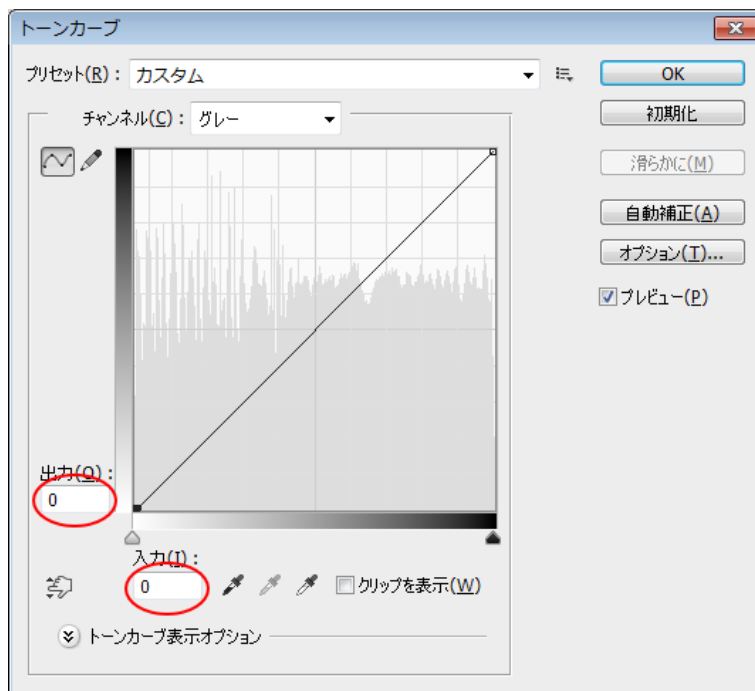 トーンカーブ
プリセット(R)： カスタム
OK
チャンネル(C)： グレー
初期化
滑らかに(M)
自動補正(A)
オプション(T)...
プレビュー(P)
出力(O)：
0
入力(I)：
0
クリップを表示(W)
トーンカーブ表示オプション